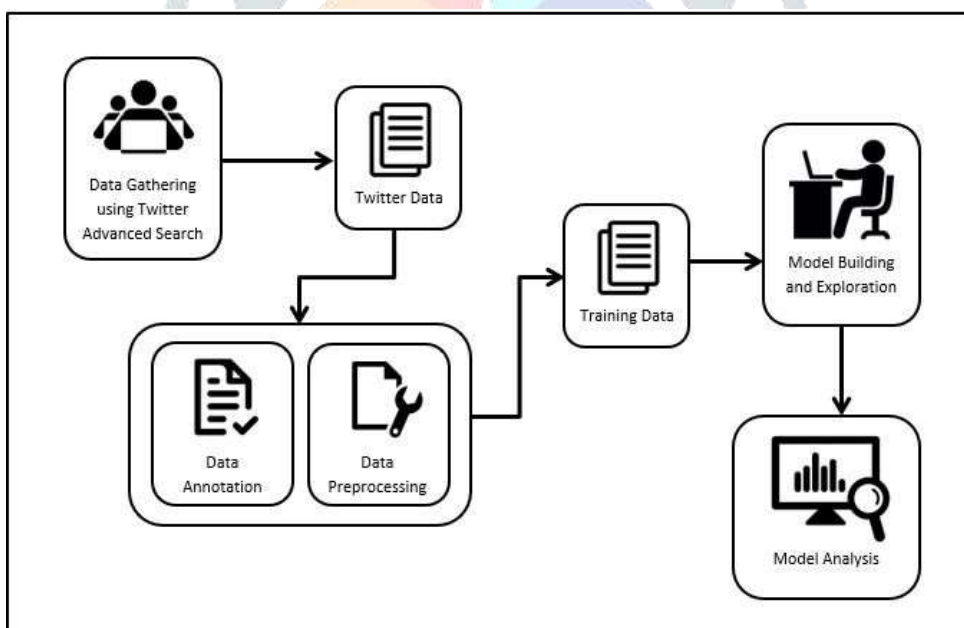 Data Gathering
using Twitter
Advanced Search
Twitter Data
Data
Annotation
Data
Preprocessing
Training Data
Model Building
and Exploration
Model Analysis